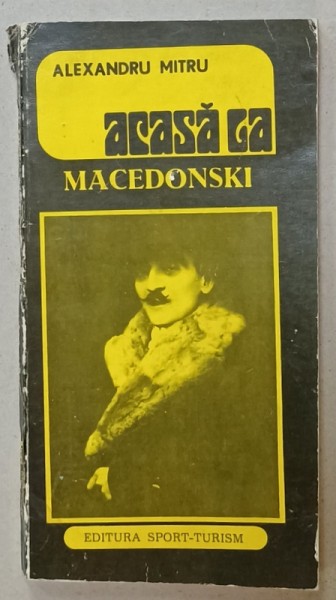 ALEXANDRU MITRU
acasă la
MACEDONSKI
EDITURA SPORT-TURISM